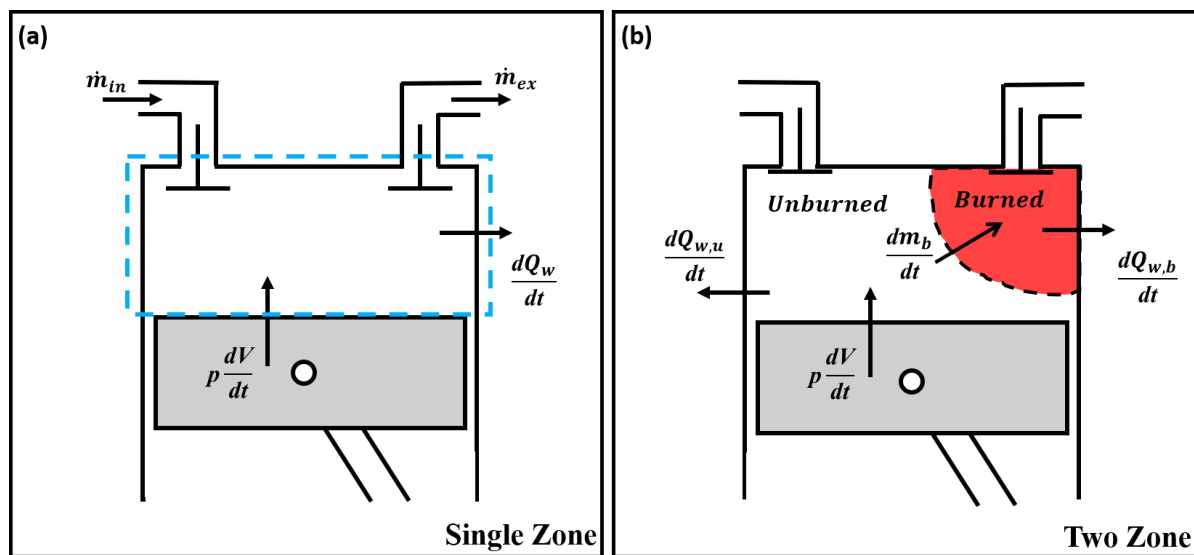 (a)
ṁ_in
ṁ_ex
dQ_w
dt
p dV
dt
Single Zone
(b)
Unburned
Burned
dQ_w,u
dt
dm_b
dt
dQ_w,b
dt
p dV
dt
Two Zone